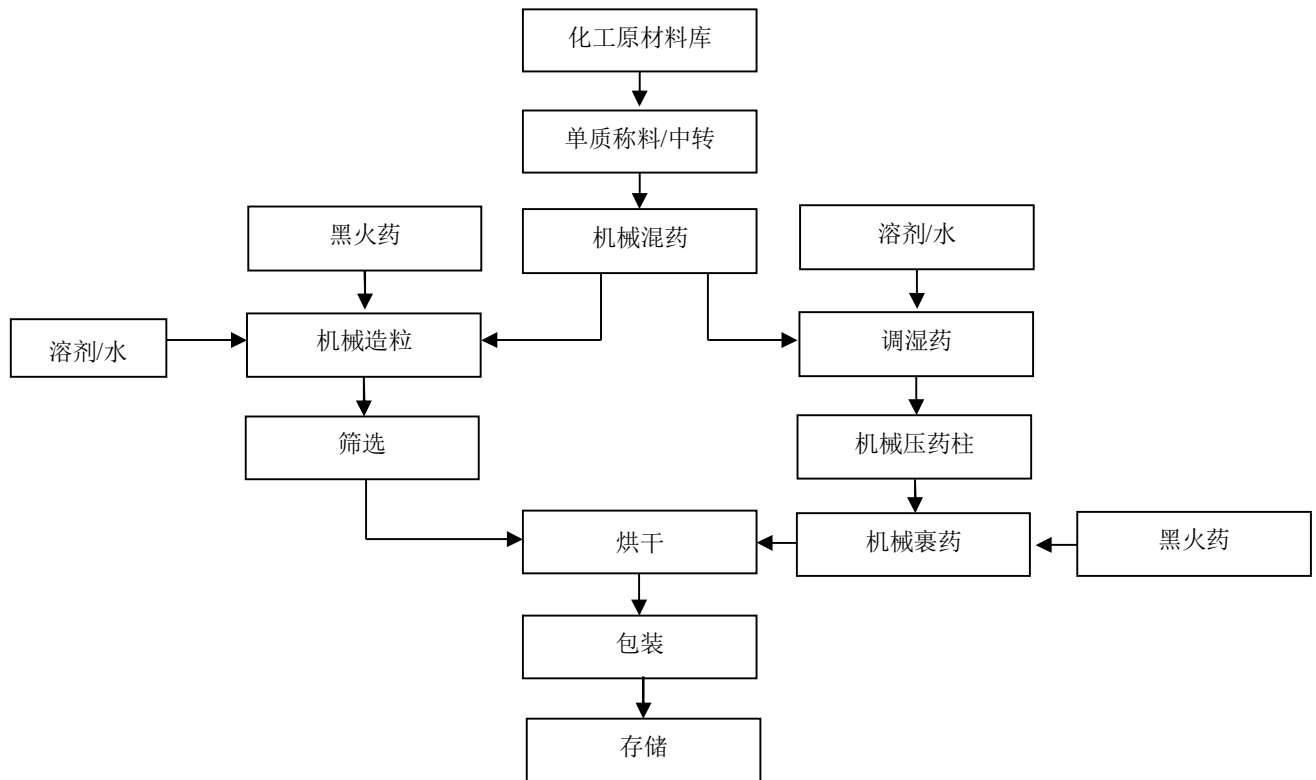 化工原材料库
单质称料/中转
机械混药
黑火药
溶剂/水
溶剂/水
机械造粒
调湿药
筛选
机械压药柱
烘干
机械裹药
黑火药
包装
存储